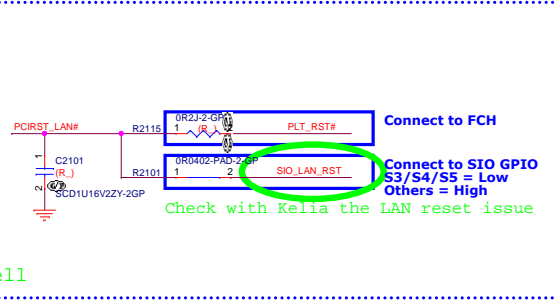 0R2J-2-GP
PCIRST_LAN#
R2115
1
(R_)
2
PLT_RST#
Connect to FCH
0R0402-PAD-2-GP
R2101
1
2
SIO_LAN_RST
Connect to SIO GPIO
S3/S4/S5 = Low
Others = High
1
C2101
(R_)
2
SCD1U16V2ZY-2GP
Check with Kelia the LAN reset issue
ell